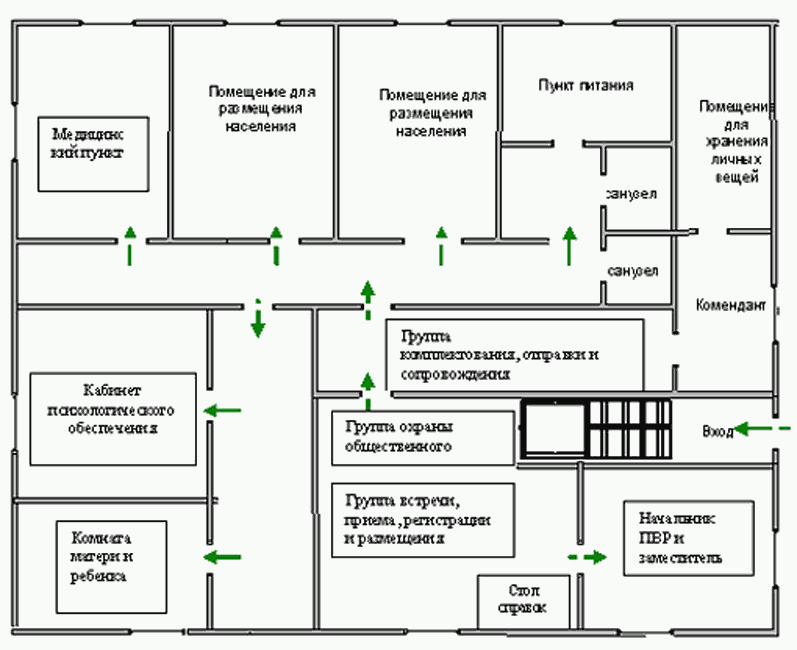 Помещение для
размещения
населения
Помещение для
размещения
населения
Пункт питания
Помещение
для
хранения
личных
вещей
Медицинс
кий пункт
санузел
санузел
Комендант
Группа
комплектования, отправки и
сопровождения
Кабинет
психологического
обеспечения
Группа охраны
общественного
Вход
Группа встречи,
приема, регистрации
и размещения
Начальник
ПВР и
заместитель
Комната
матери и
ребенка
Стол
справок